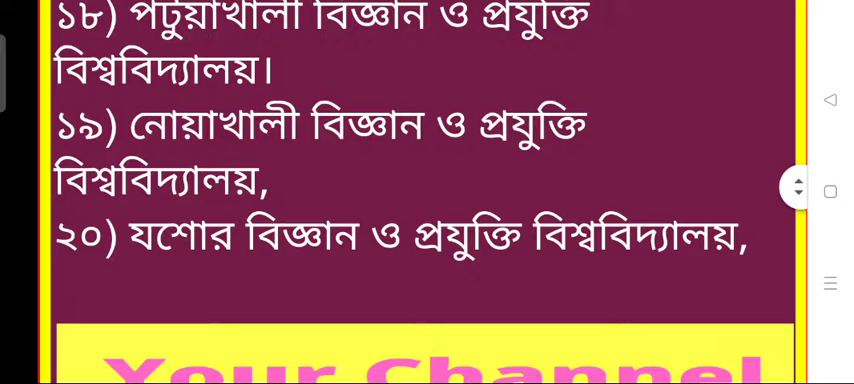 ১৮) পটুয়াখালী বিজ্ঞান ও প্রযুক্তি
বিশ্ববিদ্যালয়।
১৯) নোয়াখালী বিজ্ঞান ও প্রযুক্তি
বিশ্ববিদ্যালয়,
২০) যশোর বিজ্ঞান ও প্রযুক্তি বিশ্ববিদ্যালয়,
Your Channel